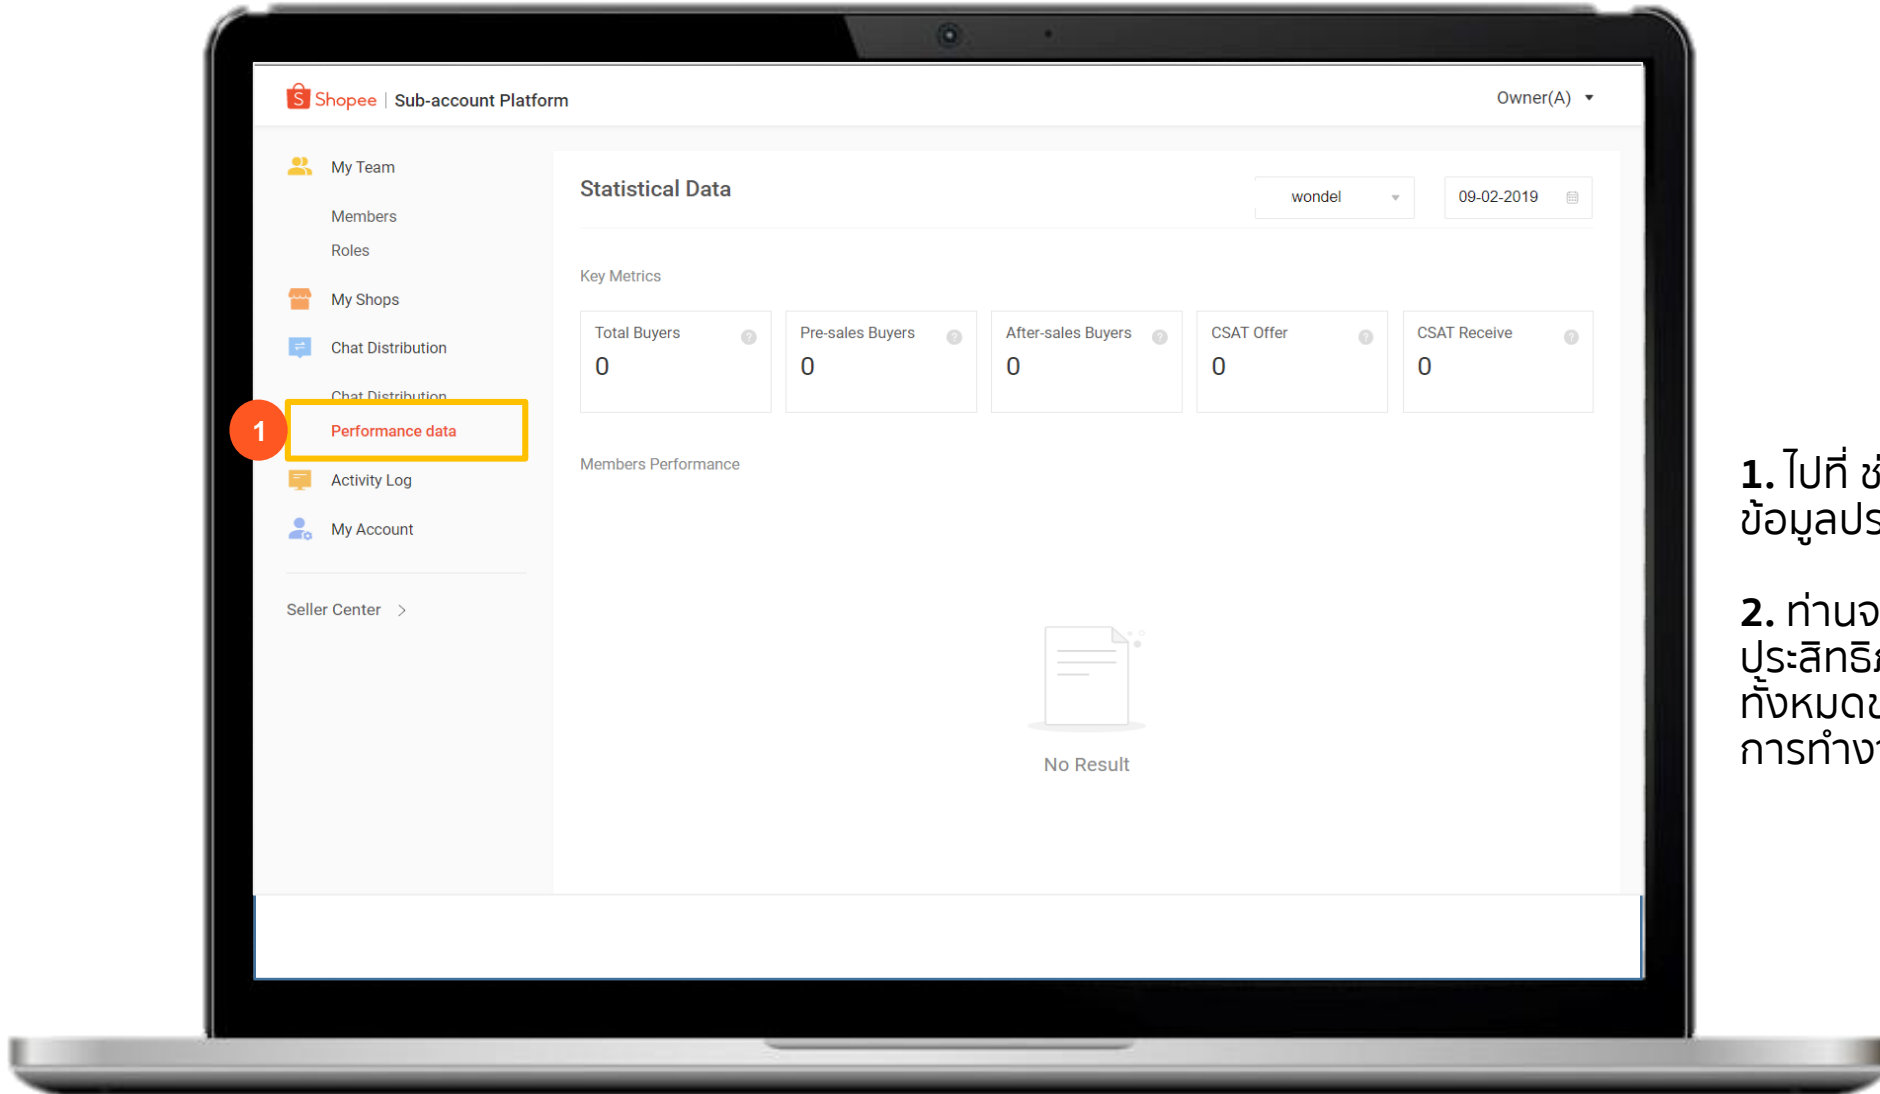 Shopee | Sub-account Platform
Owner(A)
My Team
Members
Roles
My Shops
Chat Distribution
Chat Distribution
1
Performance data
Activity Log
My Account
Seller Center >
Statistical Data
wondel
09-02-2019
Key Metrics
Total Buyers
0
Pre-sales Buyers
0
After-sales Buyers
0
CSAT Offer
0
CSAT Receive
0
Members Performance
No Result
1. ไปที่
2.